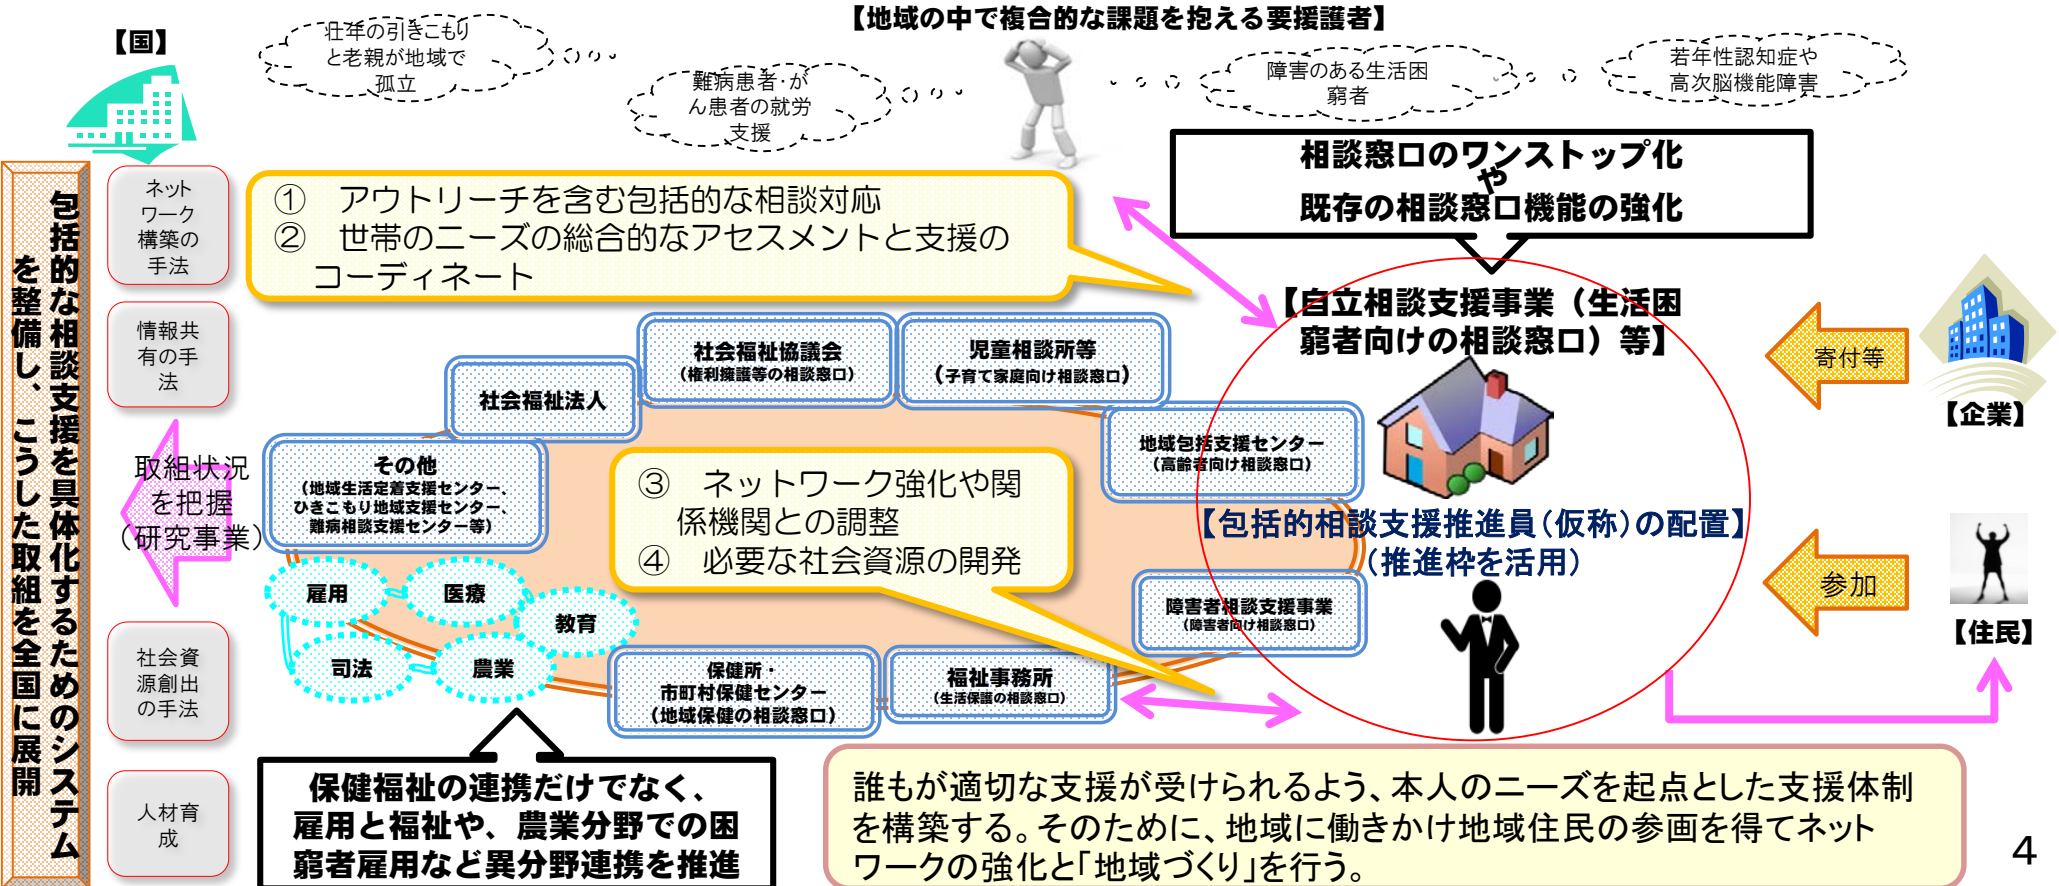 【地域の中で複合的な課題を抱える要援護者】
【国】
壮年の引きこもり
と老親が地域で
孤立
難病患者・が
ん患者の就労
支援
障害のある生活困
窮者
若年性認知症や
高次脳機能障害
包括的な相談支援を具体化するためのシステム
を整備し、こうした取組を全国に展開
ネット
ワーク
構築の
手法
情報共
有の手
法
取組状況
を把握
（研究事業）
社会資
源創出
の手法
人材育
成
① アウトリーチを含む包括的な相談対応
② 世帯のニーズの総合的なアセスメントと支援の
コーディネート
相談窓口のワンストップ化
や
既存の相談窓口機能の強化
【自立相談支援事業（生活困
窮者向けの相談窓口）等】
社会福祉協議会
（権利擁護等の相談窓口）
児童相談所等
（子育て家庭向け相談窓口）
社会福祉法人
地域包括支援センター
（高齢者向け相談窓口）
その他
（地域生活定着支援センター、
ひきこもり地域支援センター、
難病相談支援センター等）
③ ネットワーク強化や関
係機関との調整
④ 必要な社会資源の開発
【包括的相談支援推進員（仮称）の配置】
（推進枠を活用）
寄付等
【企業】
参加
【住民】
雇用
医療
教育
司法
農業
障害者相談支援事業
（障害者向け相談窓口）
保健所・
市町村保健センター
（地域保健の相談窓口）
福祉事務所
（生活保護の相談窓口）
保健福祉の連携だけでなく、
雇用と福祉や、農業分野での困
窮者雇用など異分野連携を推進
誰もが適切な支援が受けられるよう、本人のニーズを起点とした支援体制
を構築する。そのために、地域に働きかけ地域住民の参画を得てネット
ワークの強化と「地域づくり」を行う。
4